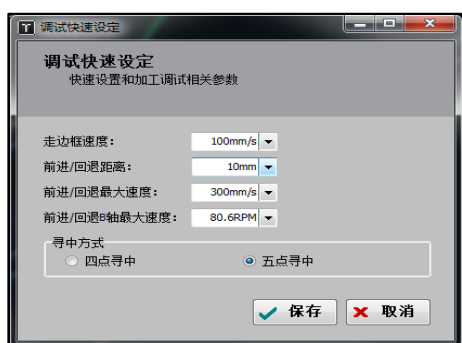 调试快速设定
调试快速设定
快速设置和加工调试相关参数
走边框速度： 100mm/s
前进/回退距离： 10mm
前进/回退最大速度： 300mm/s
前进/回退B轴最大速度： 80.6RPM
寻中方式
四点寻中 五点寻中
保存 取消